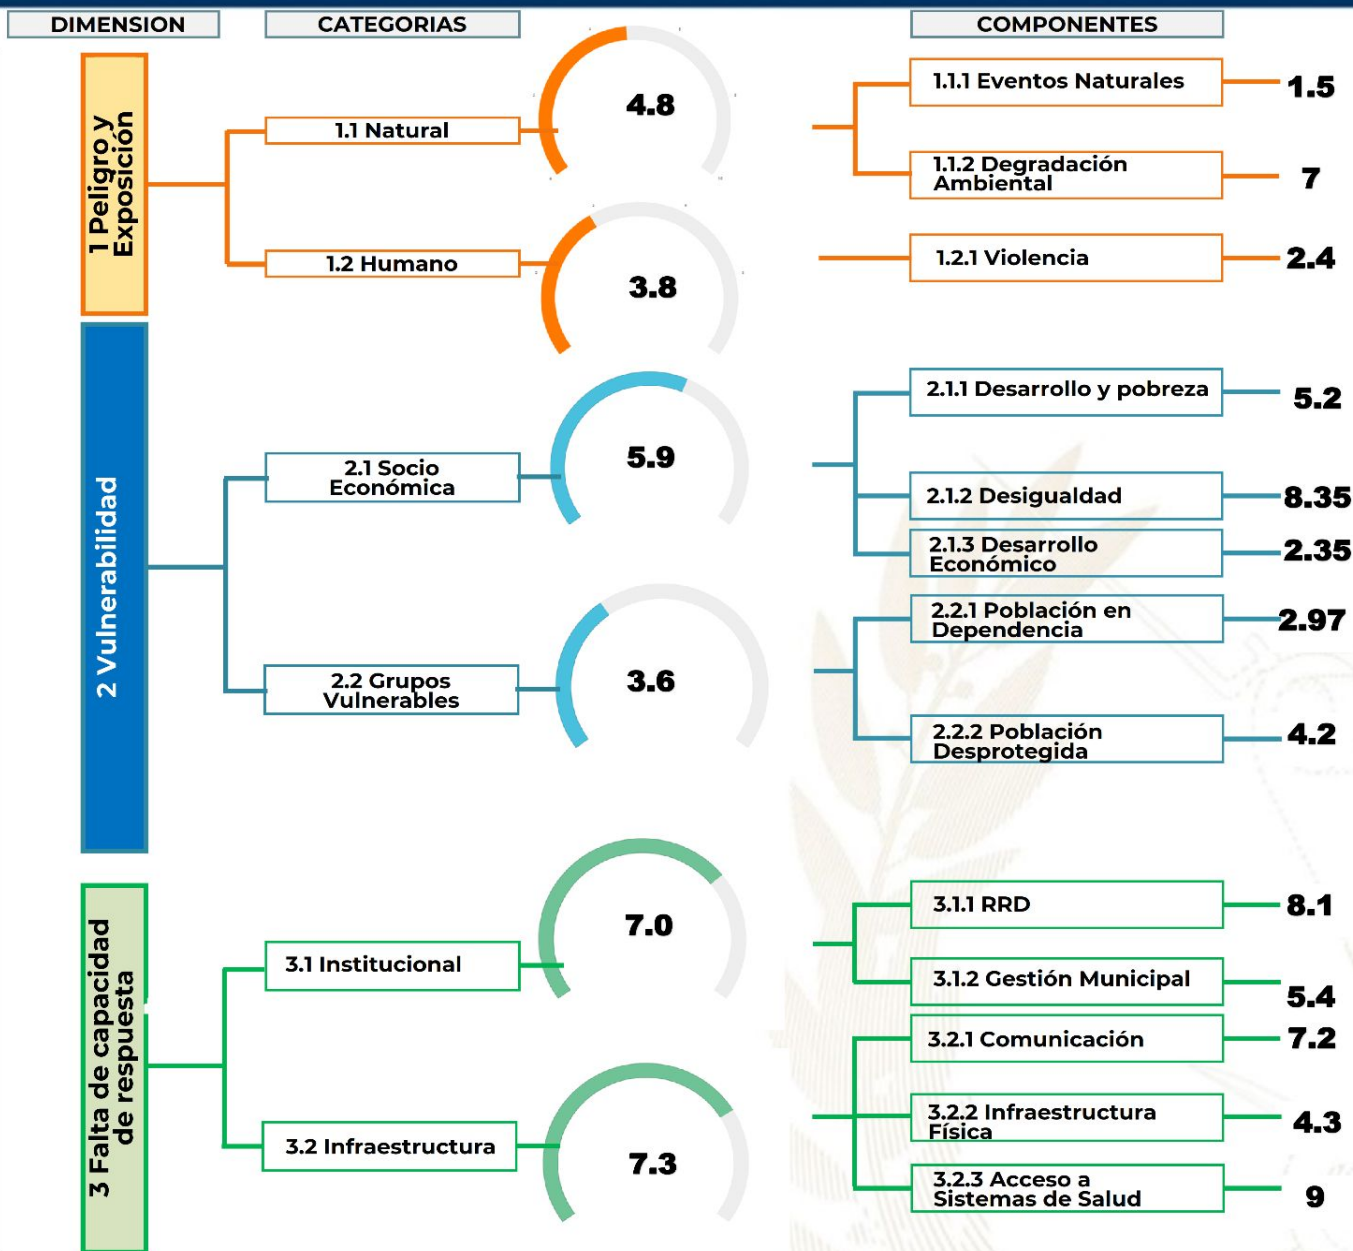 DIMENSION
CATEGORIAS
COMPONENTES
1 Peligro y
Exposición
1.1 Natural
4.8
1.1.1 Eventos Naturales
1.5
1.1.2 Degradación
Ambiental
7
1.2 Humano
3.8
1.2.1 Violencia
2.4
2 Vulnerabilidad
2.1 Socio
Económica
5.9
2.1.1 Desarrollo y pobreza
5.2
2.1.2 Desigualdad
8.35
2.1.3 Desarrollo
Económico
2.35
2.2 Grupos
Vulnerables
3.6
2.2.1 Población en
Dependencia
2.97
2.2.2 Población
Desprotegida
4.2
3 Falta de capacidad
de respuesta
3.1 Institucional
7.0
3.1.1 RRD
8.1
3.1.2 Gestión Municipal
5.4
3.2 Infraestructura
7.3
3.2.1 Comunicación
7.2
3.2.2 Infraestructura
Física
4.3
3.2.3 Acceso a
Sistemas de Salud
9